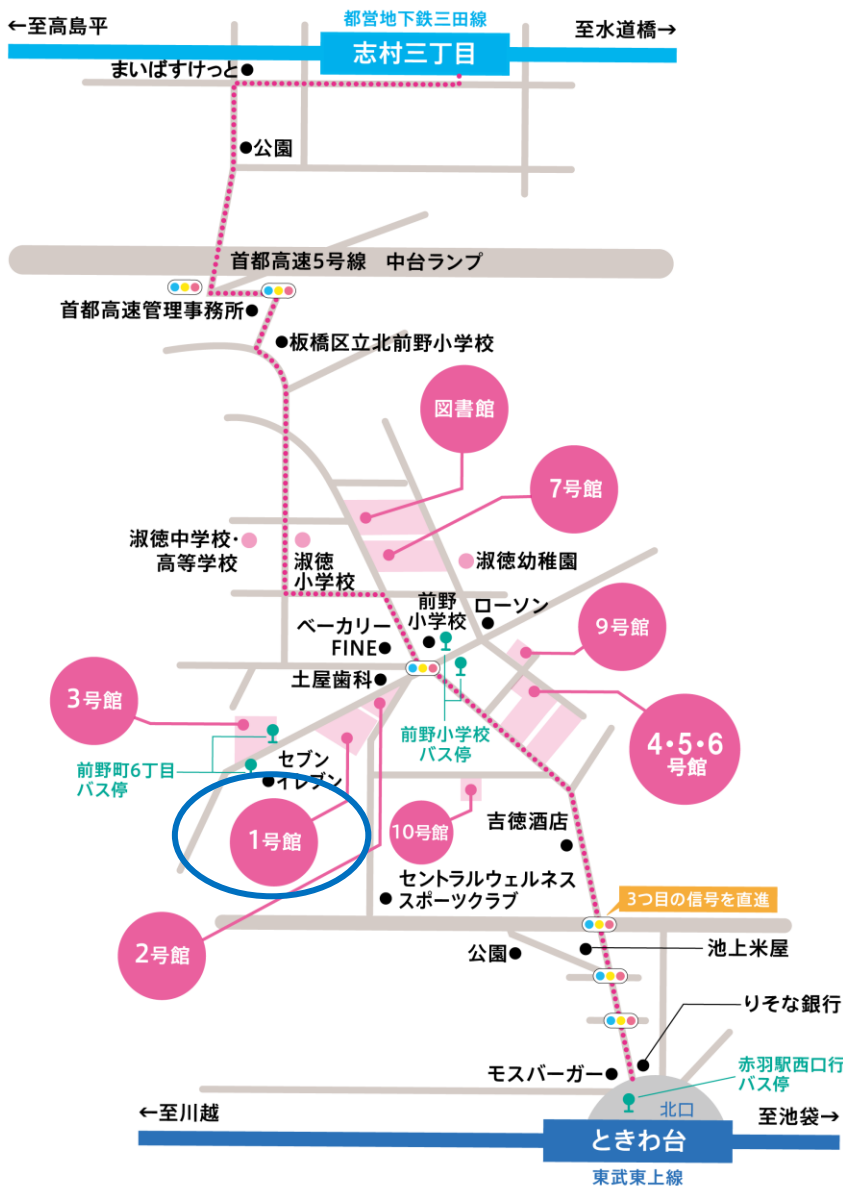 都営地下鉄三田線
←至高島平
志村三丁目
至水道橋→
まいばすけっと
公園
首都高速5号線 中台ランプ
首都高速管理事務所
板橋区立北前野小学校
図書館
7号館
淑徳中学校・
高等学校
淑徳
小学校
淑徳幼稚園
前野
小学校
ローソン
ベーカリー
FINE
9号館
土屋歯科
3号館
前野小学校
バス停
4・5・6
号館
前野町6丁目
バス停
セブン
イレブン
1号館
10号館
吉徳酒店
セントラルウェルネス
スポーツクラブ
3つ目の信号を直進
2号館
公園
池上米屋
りそな銀行
モスバーガー
赤羽駅西口行
バス停
北口
←至川越
ときわ台
至池袋→
東武東上線